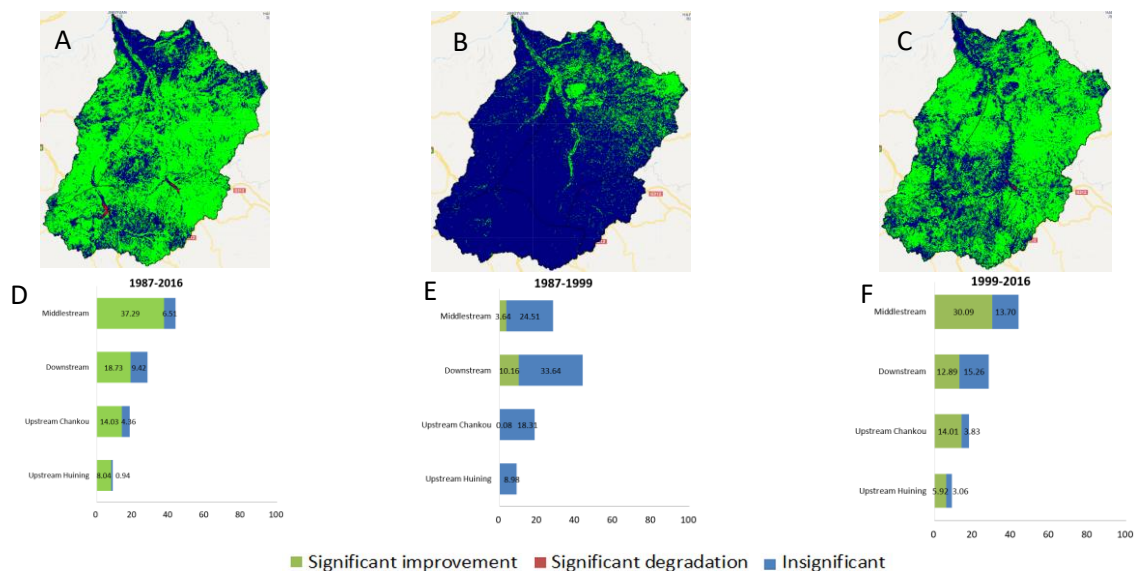 A
B
C
1987-2016
1987-1999
1999-2016
D
Middlestream
37.29
6.51
Downstream
18.73
9.42
Upstream Chankou
14.03
4.36
Upstream Huining
8.04
0.94
0 20 40 60 80 100
E
Middlestream
3.64
24.51
Downstream
10.16
33.64
Upstream Chankou
0.08
18.31
Upstream Huining
8.98
0 20 40 60 80 100
F
Middlestream
30.09
13.70
Downstream
12.89
15.26
Upstream Chankou
14.01
3.83
Upstream Huining
5.92
3.06
0 20 40 60 80 100
Significant improvement Significant degradation Insignificant